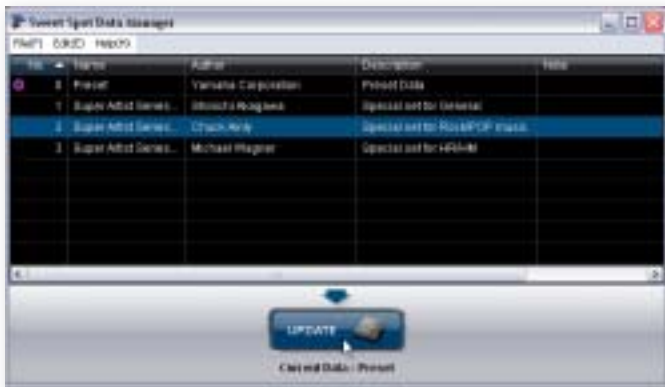 Sweet Spot Data Manager
File(F) Edit(E) Help(H)
No. Name Author Description Note
0 Preset Yamaha Corporation Preset Data
1 Super Artist Series... Special set for General
2 Super Artist Series... Chuck Ainly Special set for Rock/POP music
3 Super Artist Series... Michael Wagner Special set for HR/HM
UPDATE
Current Data : Preset